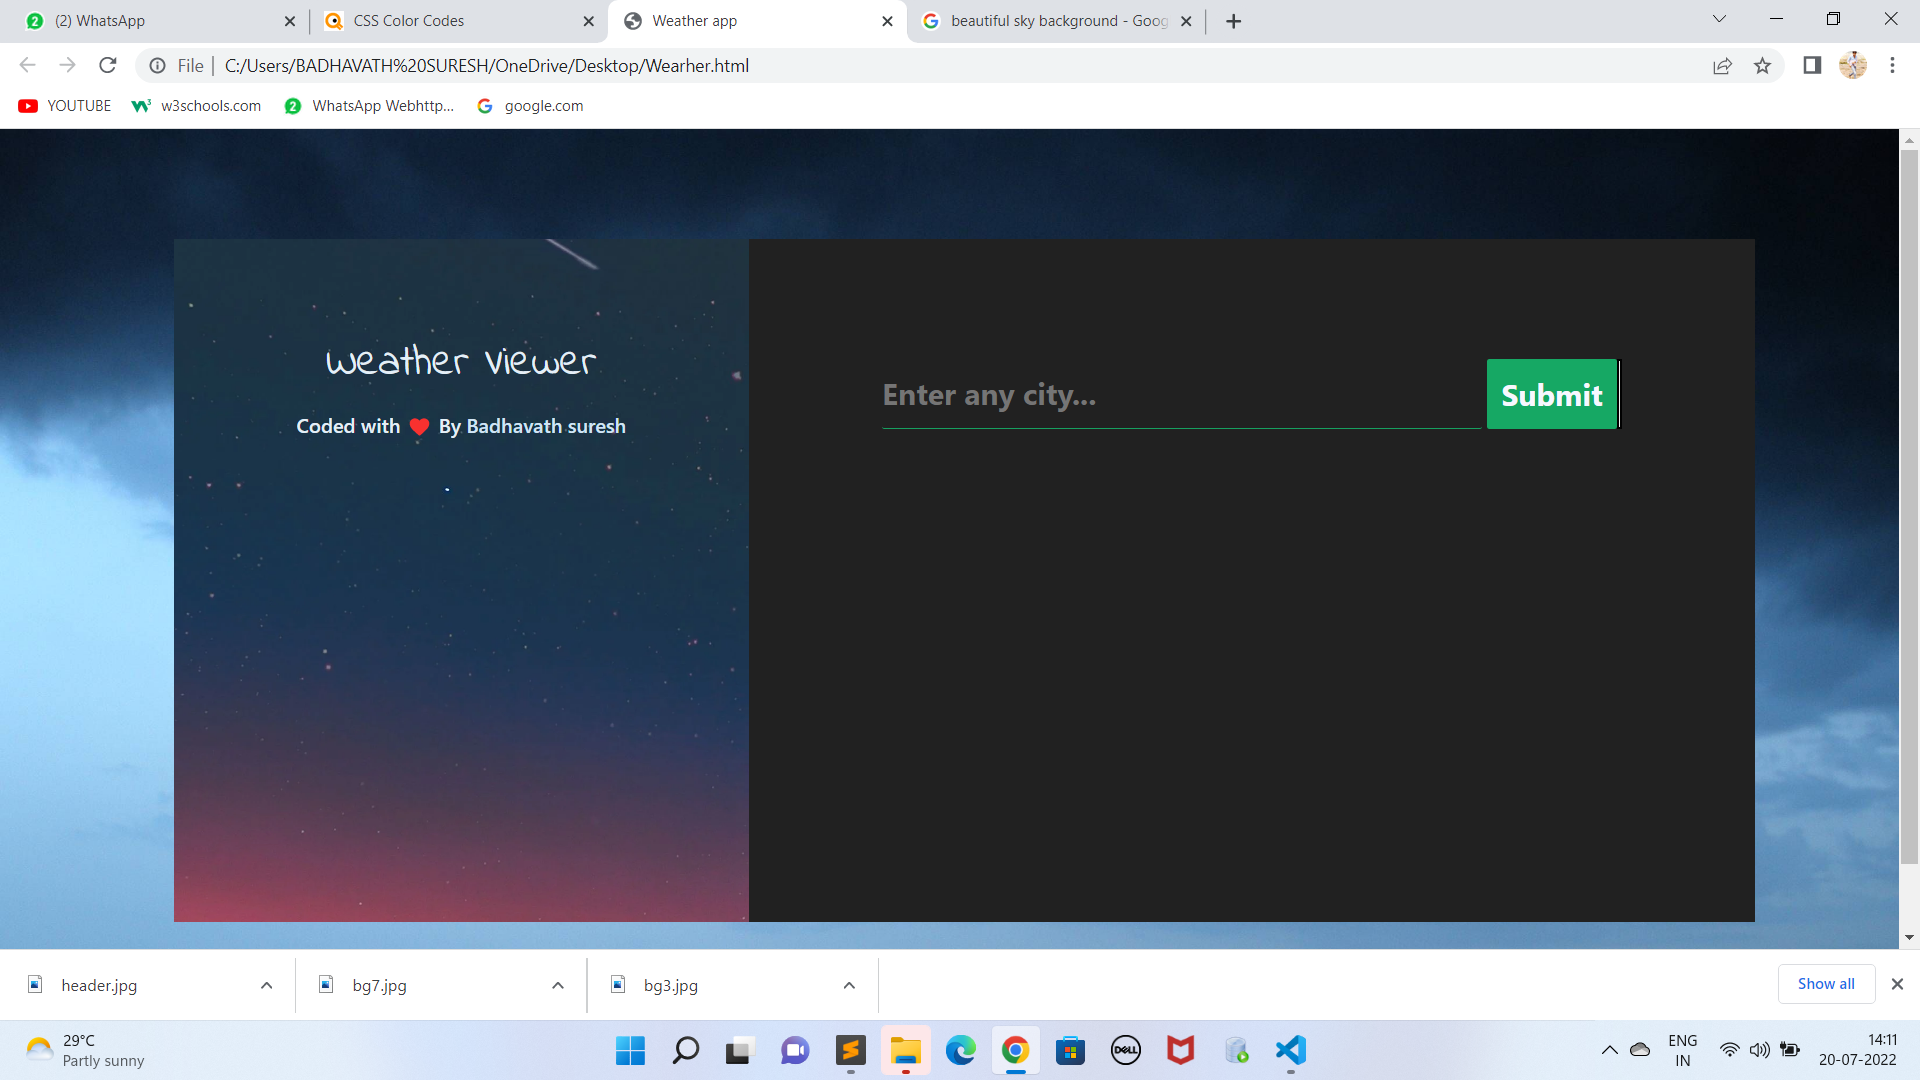 (2) WhatsApp
CSS Color Codes
Weather app
beautiful sky background - Goog
File
C:/Users/BADHAVATH%20SURESH/OneDrive/Desktop/Wearher.html
YOUTUBE
w3schools.com
WhatsApp Webhttp...
google.com
Weather Viewer
Coded with ❤ By Badhavath suresh
Enter any city...
Submit
header.jpg
bg7.jpg
bg3.jpg
Show all
29°C
Partly sunny
DELL
ENG
IN
14:11
20-07-2022